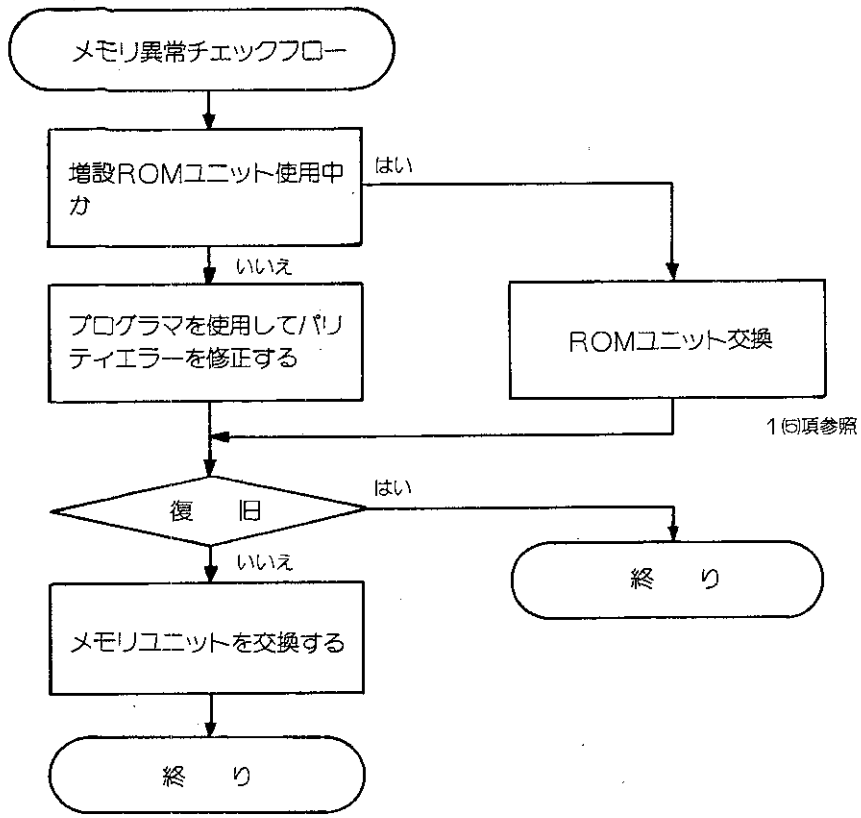 メモリ異常チェックフロー
増設ROMユニット使用中
か
はい
いいえ
プログラマを使用してパリ
ティエラーを修正する
ROMユニット交換
1(5)項参照
復 旧
はい
いいえ
終 り
メモリユニットを交換する
終 り